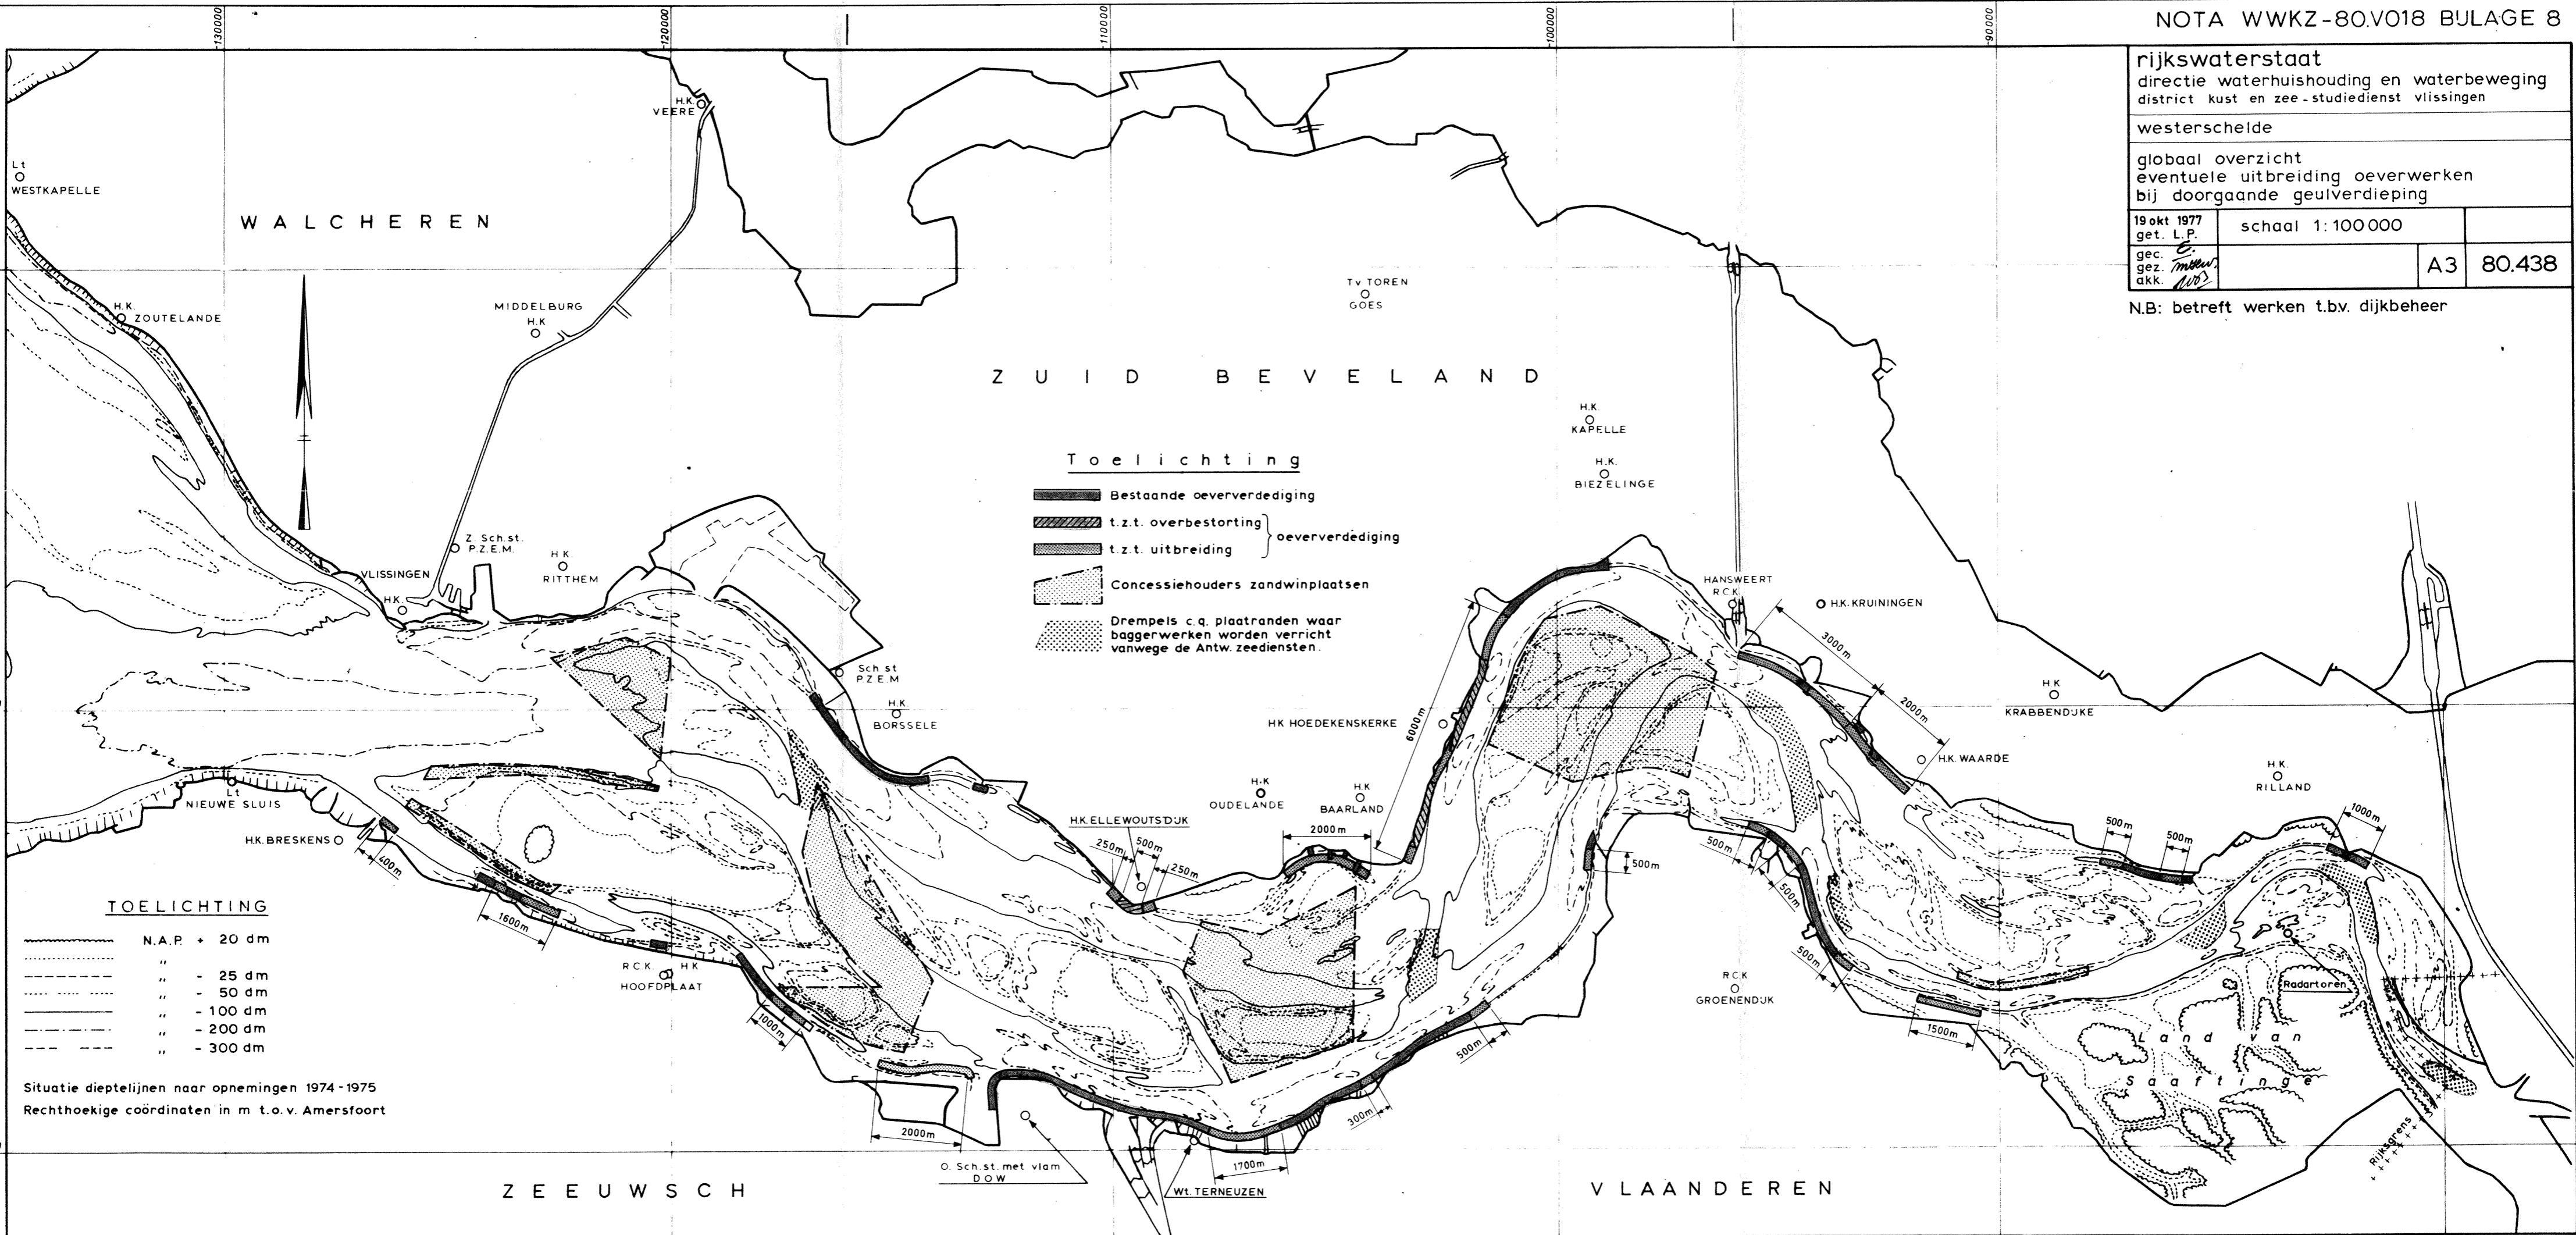 NOTA WWKZ-80.V018 BIJLAGE 8
rijkswaterstaat
directie waterhuishouding en waterbeweging
district kust en zee-studiedienst vlissingen
westerschelde
globaal overzicht
eventuele uitbreiding oeverwerken
bij doorgaande geulverdieping
19 okt 1977
get. L.P.
schaal 1:100000
gec.
gez.
akk.
A3
80.438
N.B: betreft werken t.b.v. dijkbeheer
-130000
-120000
-110000
-100000
-90000
H.K.
VEERE
Lt
WESTKAPELLE
WALCHEREN
H.K
ZOUTELANDE
MIDDELBURG
H.K
Tv TOREN
GOES
ZUID BEVELAND
H.K.
KAPELLE
H.K.
BIEZELINGE
Toelichting
Bestaande oeververdediging
t.z.t. overbestorting
t.z.t. uitbreiding
oeververdediging
Concessiehouders zandwinplaatsen
Drempels c.q. plaatranden waar
baggerwerken worden verricht
vanwege de Antw. zeediensten.
Z. Sch.st.
P.Z.E.M.
H K.
RITTHEM
VLISSINGEN
H.K.
Sch.st
P.Z.E.M
H.K
BORSSELE
HANSWEERT
R C K
H.K. KRUININGEN
3000m
2000m
H K
KRABBENDIJKE
H.K. WAARDE
H.K.
RILLAND
1000m
500m
500m
H K HOEDEKENSKERKE
6000m
H.K
OUDELANDE
H K
BAARLAND
2000m
H.K. ELLEWOUTSDIJK
250m
500m
250m
Lt
NIEUWE SLUIS
H.K. BRESKENS
400m
1600m
R C K H K
HOOFDPLAAT
1000m
2000m
O. Sch.st. met vlam
DOW
Wt. TERNEUZEN
1700m
300m
500m
500m
500m
500m
500m
R C K
GROENENDIJK
1500m
Radartoren
Land van
Saaftinge
Rijksgrens
TOELICHTING
N.A.P. + 20 dm
„
„ - 25 dm
„ - 50 dm
„ - 100 dm
„ - 200 dm
„ - 300 dm
Situatie dieptelijnen naar opnemingen 1974-1975
Rechthoekige coördinaten in m t.o.v. Amersfoort
ZEEUWSCH
VLAANDEREN